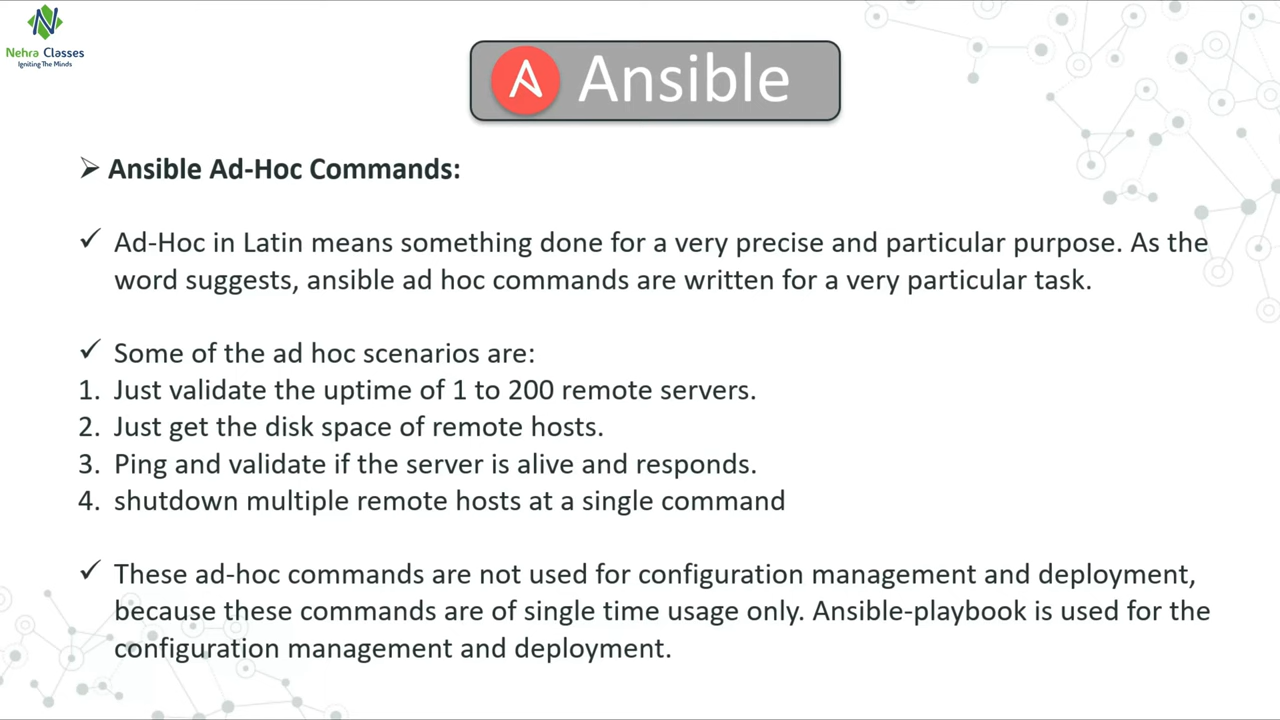 Nehra Classes
Igniting The Minds
Ansible
➢ Ansible Ad-Hoc Commands:
✓ Ad-Hoc in Latin means something done for a very precise and particular purpose. As the
word suggests, ansible ad hoc commands are written for a very particular task.
✓ Some of the ad hoc scenarios are:
1. Just validate the uptime of 1 to 200 remote servers.
2. Just get the disk space of remote hosts.
3. Ping and validate if the server is alive and responds.
4. shutdown multiple remote hosts at a single command
✓ These ad-hoc commands are not used for configuration management and deployment,
because these commands are of single time usage only. Ansible-playbook is used for the
configuration management and deployment.